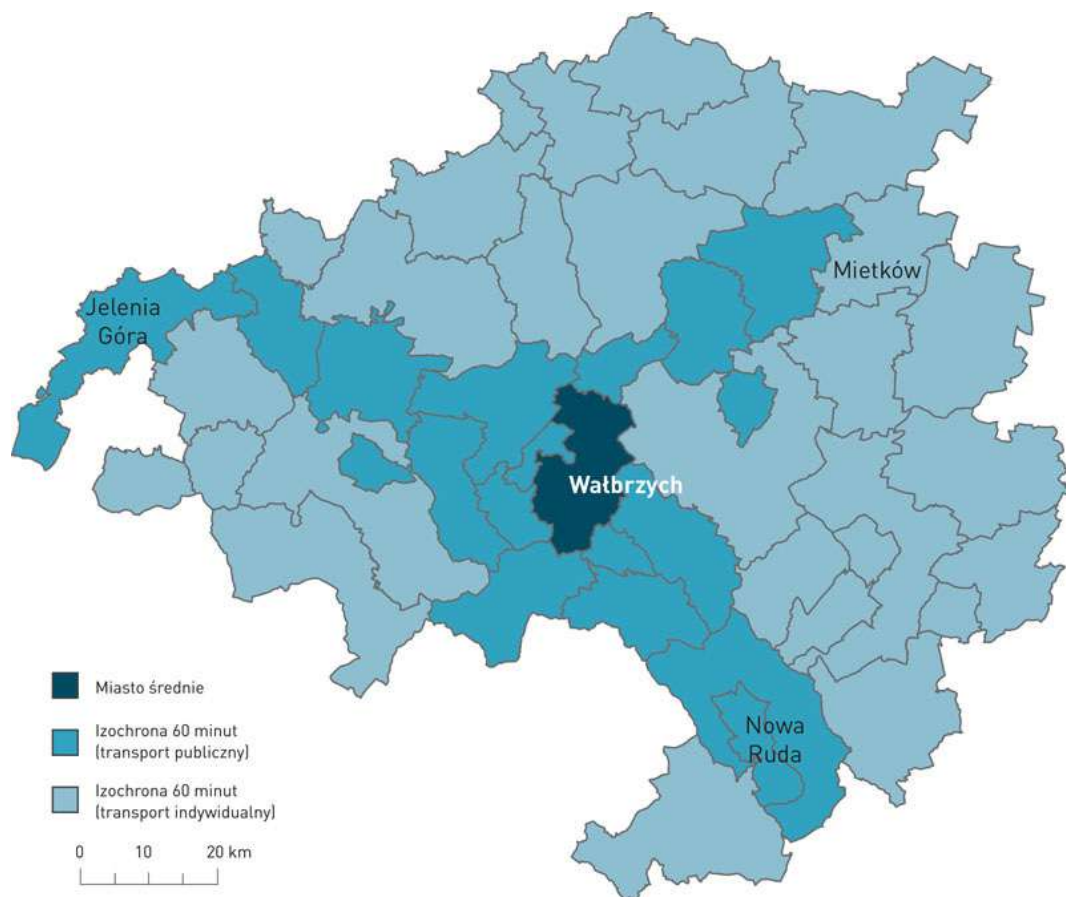 Mietków
Jelenia
Góra
Wałbrzych
Nowa
Ruda
Miasto średnie
Izochrona 60 minut
(transport publiczny)
Izochrona 60 minut
(transport indywidualny)
0 10 20 km